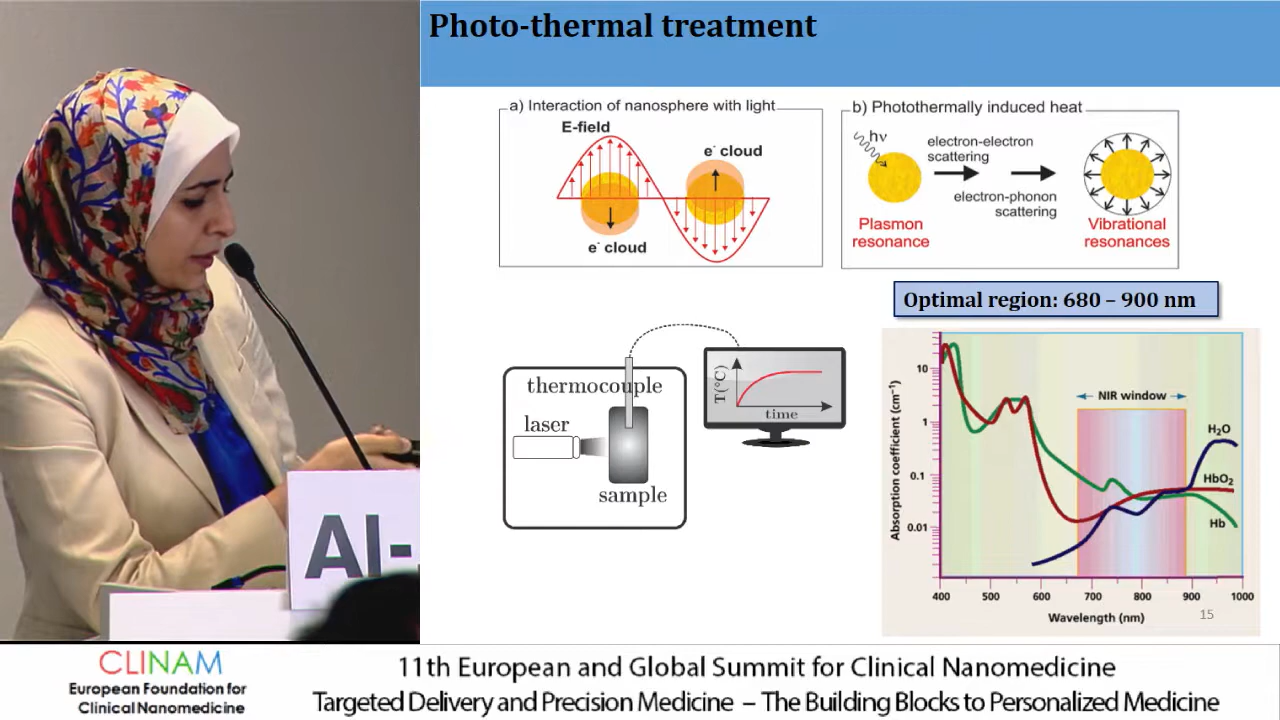 Photo-thermal treatment
a) Interaction of nanosphere with light
E-field
e⁻ cloud
e⁻ cloud
b) Photothermally induced heat
hν
electron-electron
scattering
electron-phonon
scattering
Plasmon
resonance
Vibrational
resonances
Optimal region: 680 – 900 nm
thermocouple
laser
sample
T(°C)
time
NIR window
H₂O
HbO₂
Hb
Absorption coefficient (cm⁻¹)
10
1
0.1
0.01
400 500 600 700 800 900 1000
Wavelength (nm)
15
AI-
CLINAM
European Foundation for
Clinical Nanomedicine
11th European and Global Summit for Clinical Nanomedicine
Targeted Delivery and Precision Medicine – The Building Blocks to Personalized Medicine